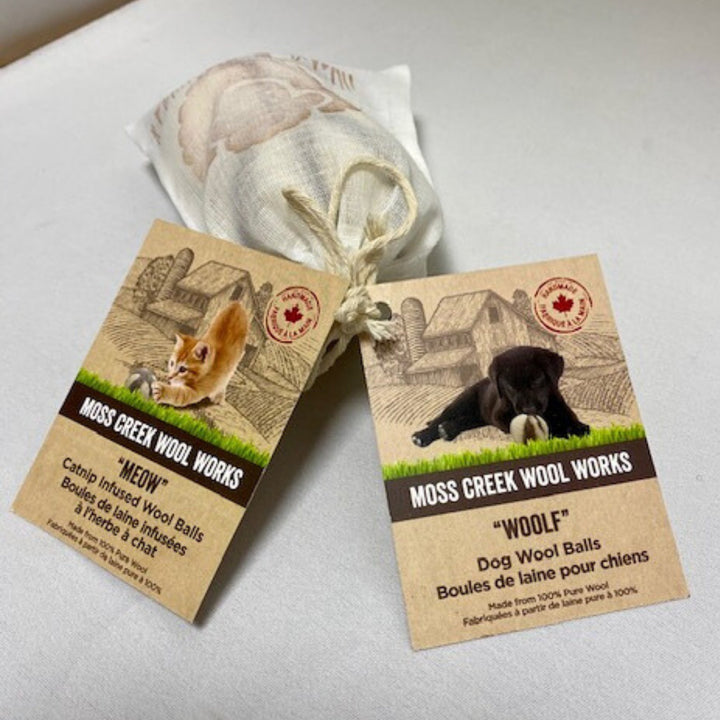 HANDMADE
FABRIQUÉ À LA MAIN
MOSS CREEK WOOL WORKS
"MEOW"
Catnip Infused Wool Balls
Boules de laine infusées
à l'herbe à chat
Made from 100% Pure Wool
Fabriquées à partir de laine pure à 100%
HANDMADE
FABRIQUÉ À LA MAIN
MOSS CREEK WOOL WORKS
"WOOLF"
Dog Wool Balls
Boules de laine pour chiens
Made from 100% Pure Wool
Fabriquées à partir de laine pure à 100%